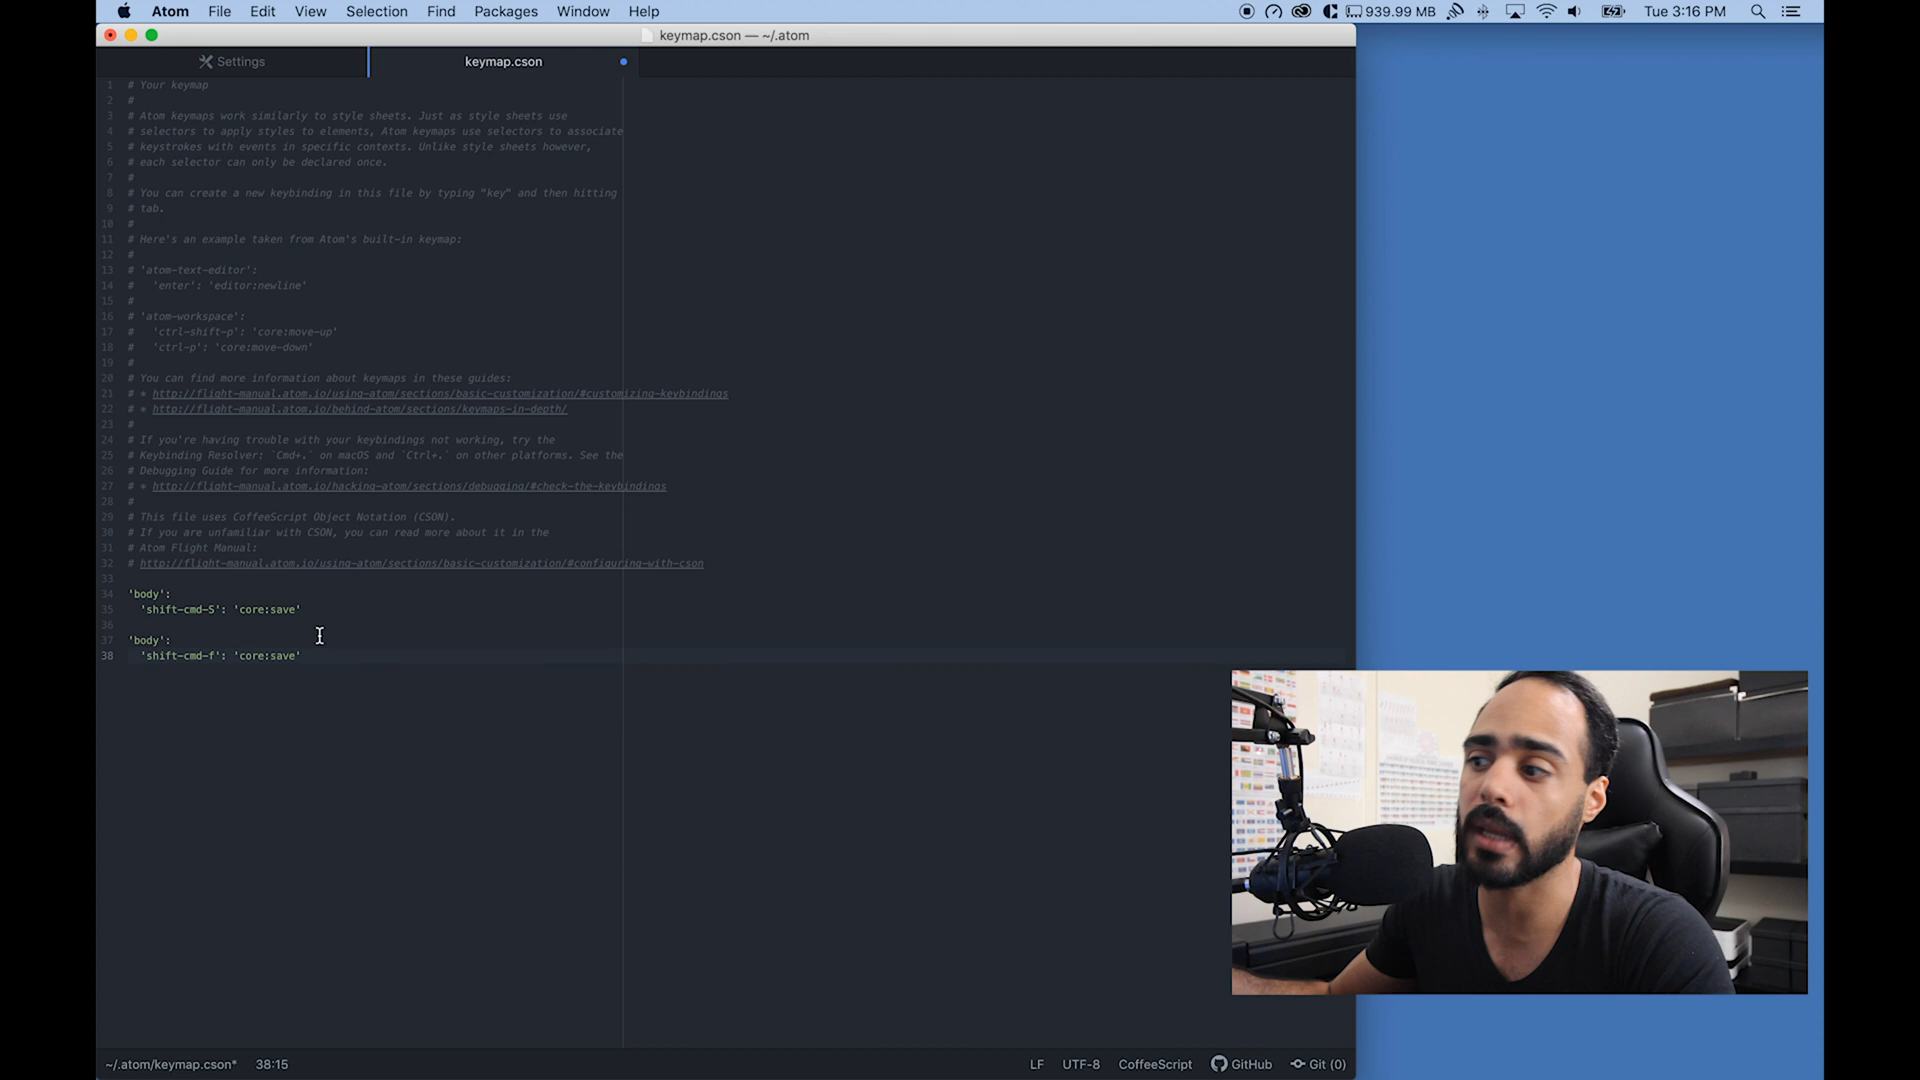 Atom File Edit View Selection Find Packages Window Help 939.99 MB Tue 3:16 PM
keymap.cson — ~/.atom
Settings keymap.cson
1 # Your keymap
2 #
3 # Atom keymaps work similarly to style sheets. Just as style sheets use
4 # selectors to apply styles to elements, Atom keymaps use selectors to associate
5 # keystrokes with events in specific contexts. Unlike style sheets however,
6 # each selector can only be declared once.
7 #
8 # You can create a new keybinding in this file by typing "key" and then hitting
9 # tab.
10 #
11 # Here's an example taken from Atom's built-in keymap:
12 #
13 # 'atom-text-editor':
14 #   'enter': 'editor:newline'
15 #
16 # 'atom-workspace':
17 #   'ctrl-shift-p': 'core:move-up'
18 #   'ctrl-p': 'core:move-down'
19 #
20 # You can find more information about keymaps in these guides:
21 # * http://flight-manual.atom.io/using-atom/sections/basic-customization/#customizing-keybindings
22 # * http://flight-manual.atom.io/behind-atom/sections/keymaps-in-depth/
23 #
24 # If you're having trouble with your keybindings not working, try the
25 # Keybinding Resolver: `Cmd+.` on macOS and `Ctrl+.` on other platforms. See the
26 # Debugging Guide for more information:
27 # * http://flight-manual.atom.io/hacking-atom/sections/debugging/#check-the-keybindings
28 #
29 # This file uses CoffeeScript Object Notation (CSON).
30 # If you are unfamiliar with CSON, you can read more about it in the
31 # Atom Flight Manual:
32 # http://flight-manual.atom.io/using-atom/sections/basic-customization/#configuring-with-cson
33
34 'body':
35   'shift-cmd-S': 'core:save'
36
37 'body':
38   'shift-cmd-f': 'core:save'
~/.atom/keymap.cson* 38:15 LF UTF-8 CoffeeScript GitHub Git (0)